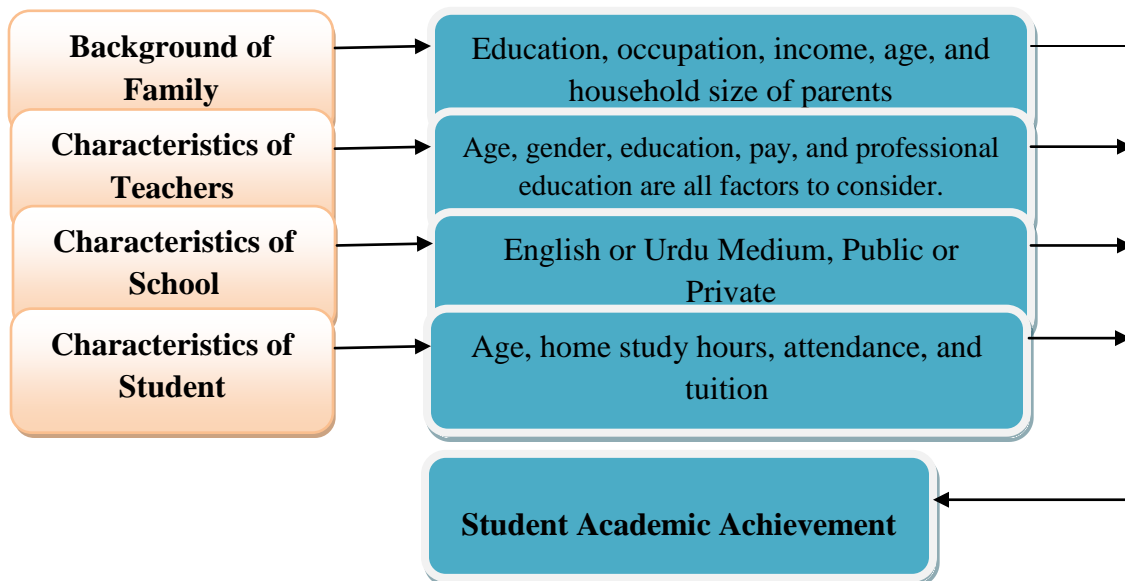 Background of
Family
Education, occupation, income, age, and
household size of parents
Characteristics of
Teachers
Age, gender, education, pay, and professional
education are all factors to consider.
Characteristics of
School
English or Urdu Medium, Public or
Private
Characteristics of
Student
Age, home study hours, attendance, and
tuition
Student Academic Achievement